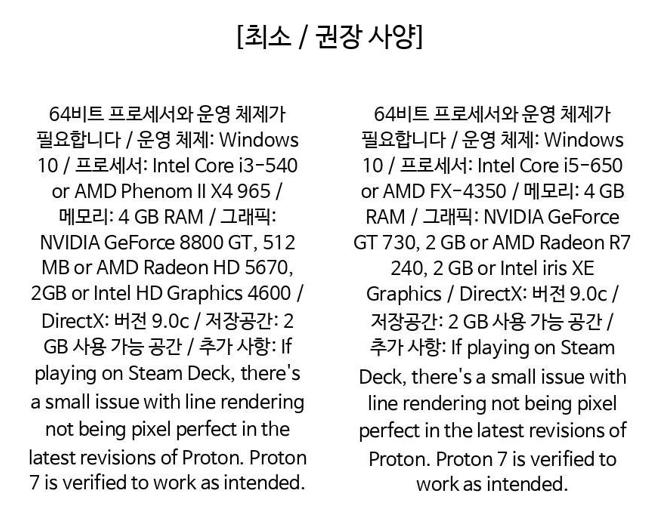 [최소 / 권장 사양]
64비트 프로세서와 운영 체제가
필요합니다 / 운영 체제: Windows
10 / 프로세서: Intel Core i3-540
or AMD Phenom II X4 965 /
메모리: 4 GB RAM / 그래픽:
NVIDIA GeForce 8800 GT, 512
MB or AMD Radeon HD 5670,
2GB or Intel HD Graphics 4600 /
DirectX: 버전 9.0c / 저장공간: 2
GB 사용 가능 공간 / 추가 사항: If
playing on Steam Deck, there's
a small issue with line rendering
not being pixel perfect in the
latest revisions of Proton. Proton
7 is verified to work as intended.
64비트 프로세서와 운영 체제가
필요합니다 / 운영 체제: Windows
10 / 프로세서: Intel Core i5-650
or AMD FX-4350 / 메모리: 4 GB
RAM / 그래픽: NVIDIA GeForce
GT 730, 2 GB or AMD Radeon R7
240, 2 GB or Intel iris XE
Graphics / DirectX: 버전 9.0c /
저장공간: 2 GB 사용 가능 공간 /
추가 사항: If playing on Steam
Deck, there's a small issue with
line rendering not being pixel
perfect in the latest revisions of
Proton. Proton 7 is verified to
work as intended.